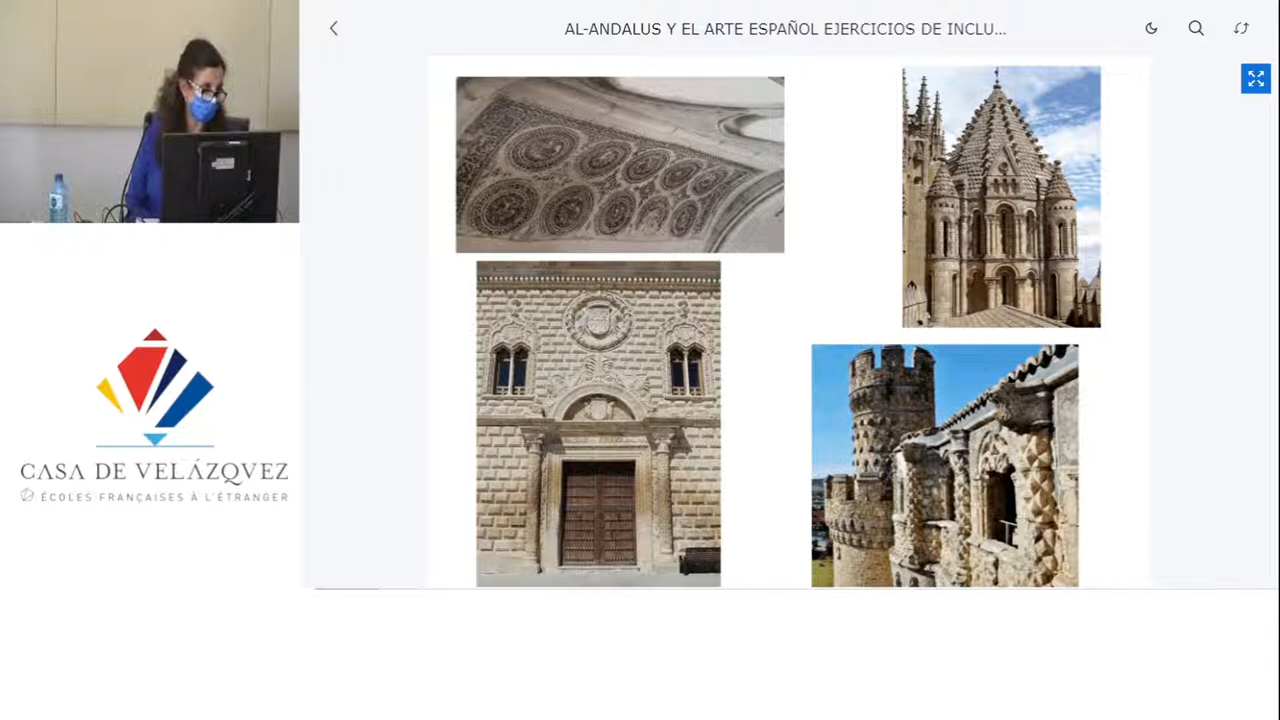 AL-ANDALUS Y EL ARTE ESPAÑOL EJERCICIOS DE INCLU...
CASA DE VELÁZQVEZ
ÉCOLES FRANÇAISES À L'ÉTRANGER